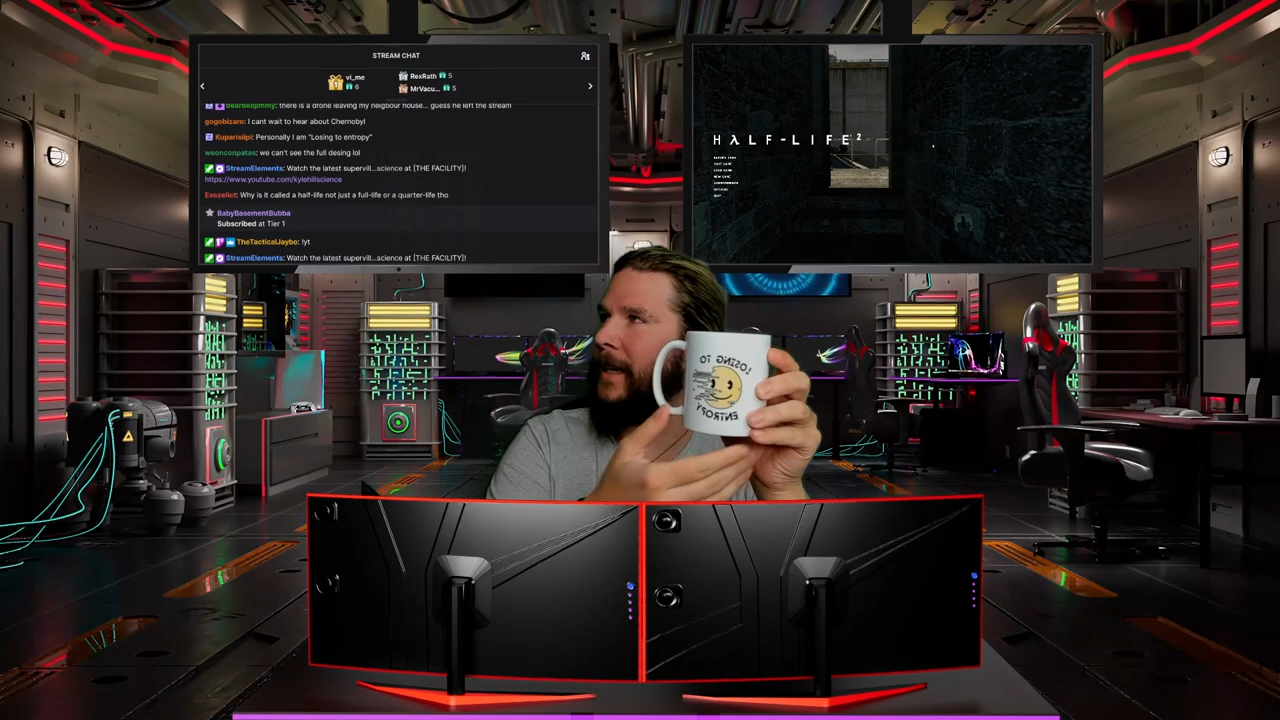 STREAM CHAT
vi_me
6
RexRath 5
MrVacu... 5
beardedjimmy: there is a drone leaving my neigbour house... guess he left the stream
gogobizaro: I cant wait to hear about Chernobyl
Kuparisilpi: Personally I am "Losing to entropy"
weonconpatas: we can't see the full desing lol
StreamElements: Watch the latest supervill...science at [THE FACILITY]!
https://www.youtube.com/kylehillscience
Exozelict: Why is it called a half-life not just a full-life or a quarter-life tho
BabyBasementBubba
Subscribed at Tier 1
TheTacticalJaybo: !yt
StreamElements: Watch the latest supervill...science at [THE FACILITY]!
HλLF-LIFE²
LOSING TO
ENTROPY